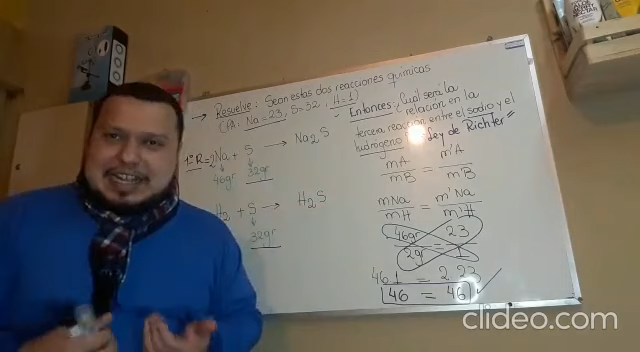 → Resuelve: Sean estas dos reacciones químicas
(PA: Na = 23, S = 32, H = 1)
1º R = 2Na + S → Na2S
46gr 32gr
H2 + S → H2S
32gr
Entonces: ¿Cuál será la
relación en la
tercera reacción entre el sodio y el
hidrógeno
Ley de Richter"
mA = m'A
mB m'B
mNa = m'Na
mH m'H
46gr = 23
2gr 1
46.1 = 2.23
46 = 46 ✓
clideo.com